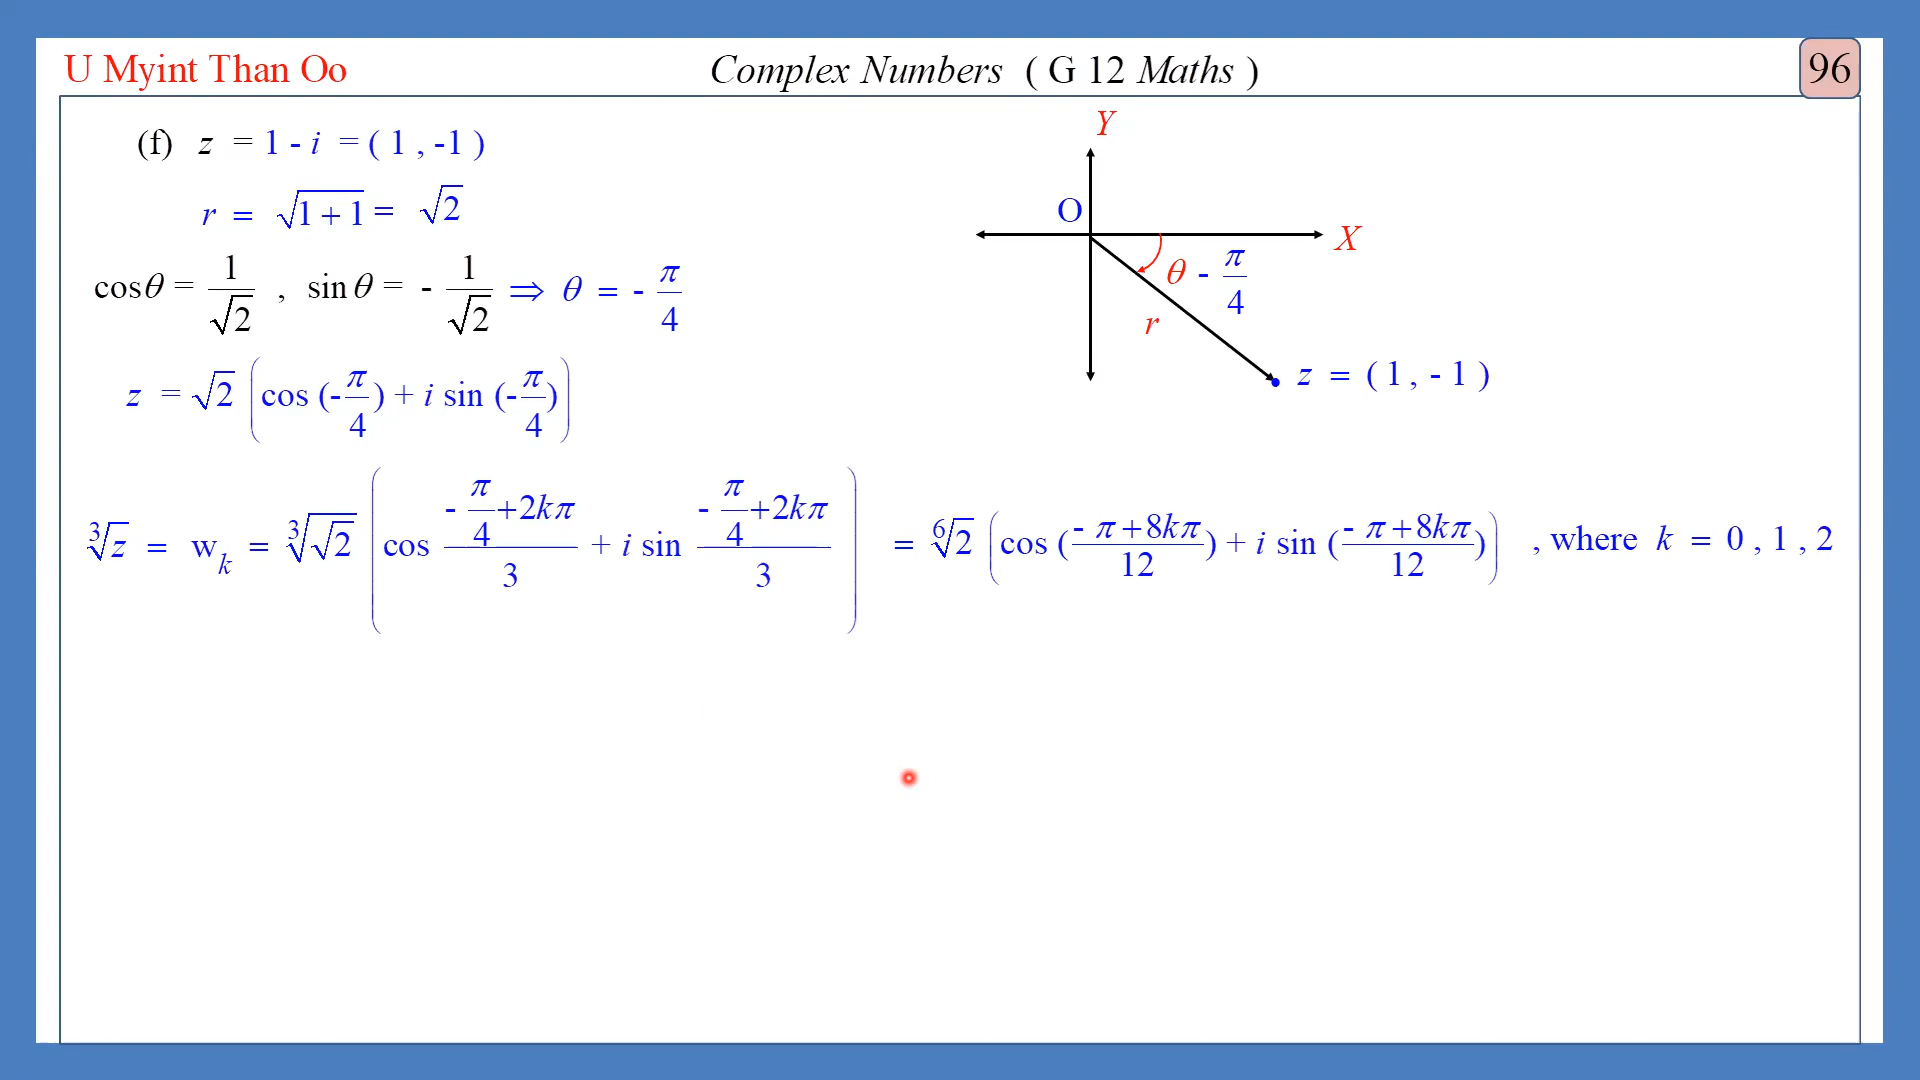 U Myint Than Oo
Complex Numbers ( G 12 Maths )
96
(f) z = 1 - i = ( 1 , -1 )
r = √(1 + 1) = √2
cosθ = 1/√2 , sin θ = - 1/√2 ⇒ θ = - π/4
z = √2 (cos (-π/4) + i sin (-π/4))
Y
O
X
θ - π/4
r
z = ( 1 , - 1 )
∛z = w_k = ∛√2 (cos (- π/4 + 2kπ)/3 + i sin (- π/4 + 2kπ)/3) = ⁶√2 (cos ((- π + 8kπ)/12) + i sin ((- π + 8kπ)/12)) , where k = 0 , 1 , 2